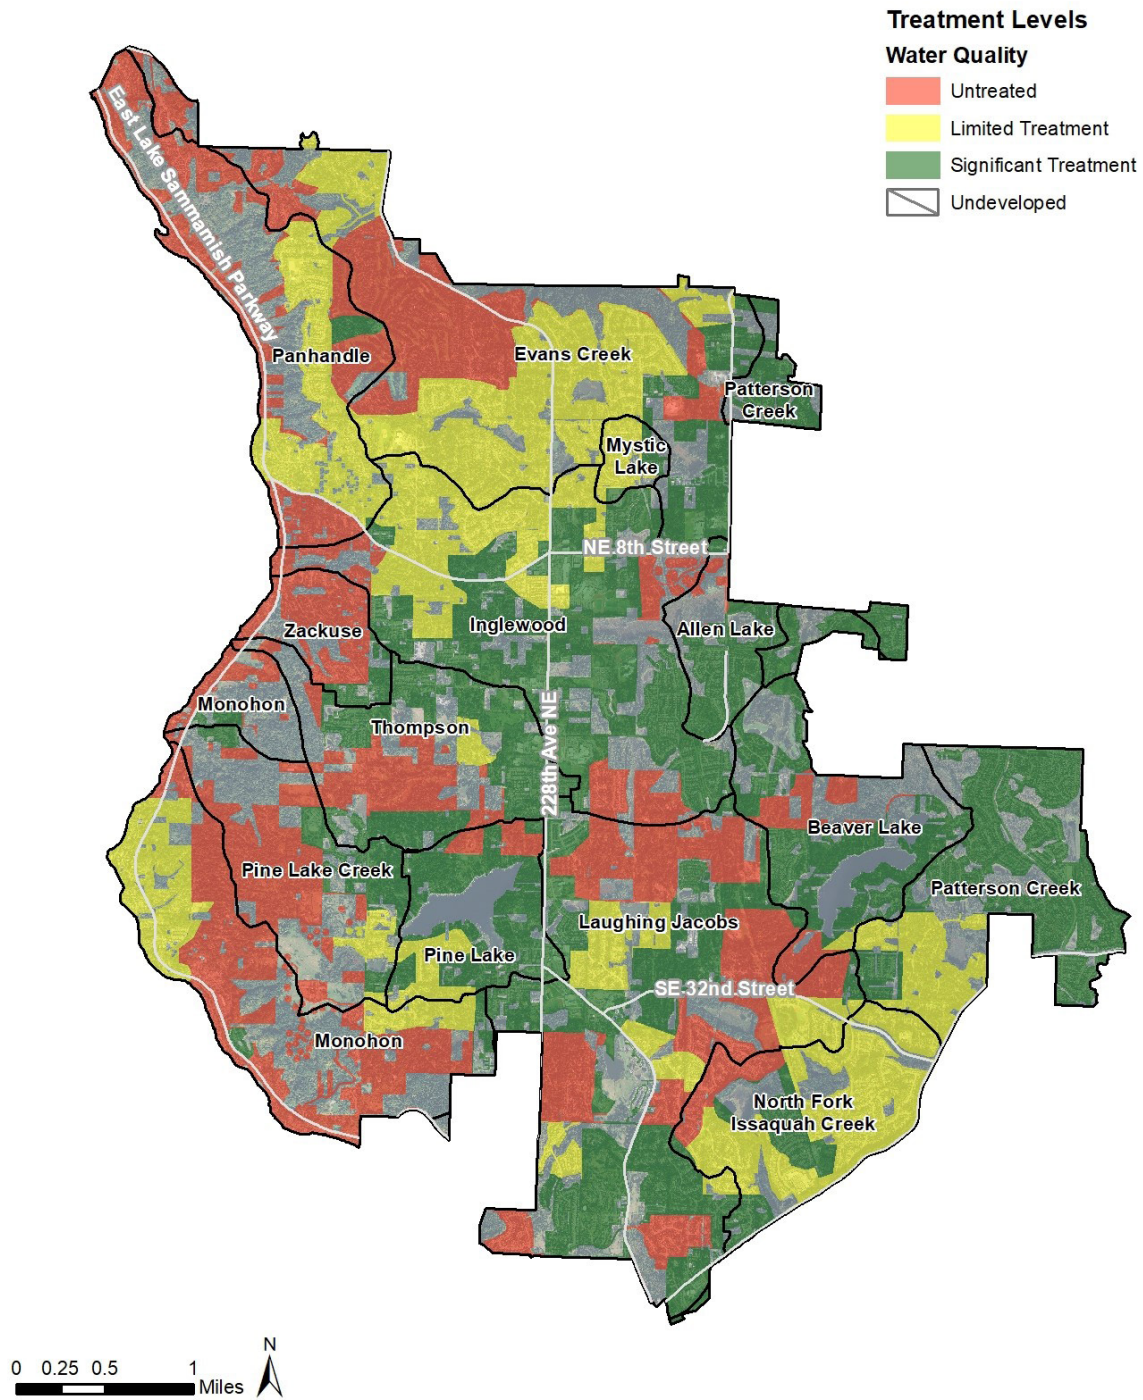 Treatment Levels
Water Quality
Untreated
Limited Treatment
Significant Treatment
Undeveloped
East Lake Sammamish Parkway
Panhandle
Evans Creek
Patterson
Creek
Mystic
Lake
NE 8th Street
Zackuse
Inglewood
Allen Lake
Monohon
Thompson
228th Ave NE
Beaver Lake
Pine Lake Creek
Patterson Creek
Laughing Jacobs
Pine Lake
SE 32nd Street
Monohon
North Fork
Issaquah Creek
N
0 0.25 0.5 1
Miles